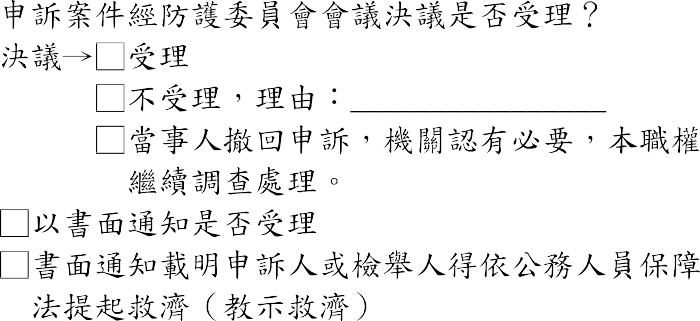 申訴案件經防護委員會會議決議是否受理？
決議→□受理
□不受理，理由：________________
□當事人撤回申訴，機關認有必要，本職權
繼續調查處理。
□以書面通知是否受理
□書面通知載明申訴人或檢舉人得依公務人員保障
法提起救濟（教示救濟）